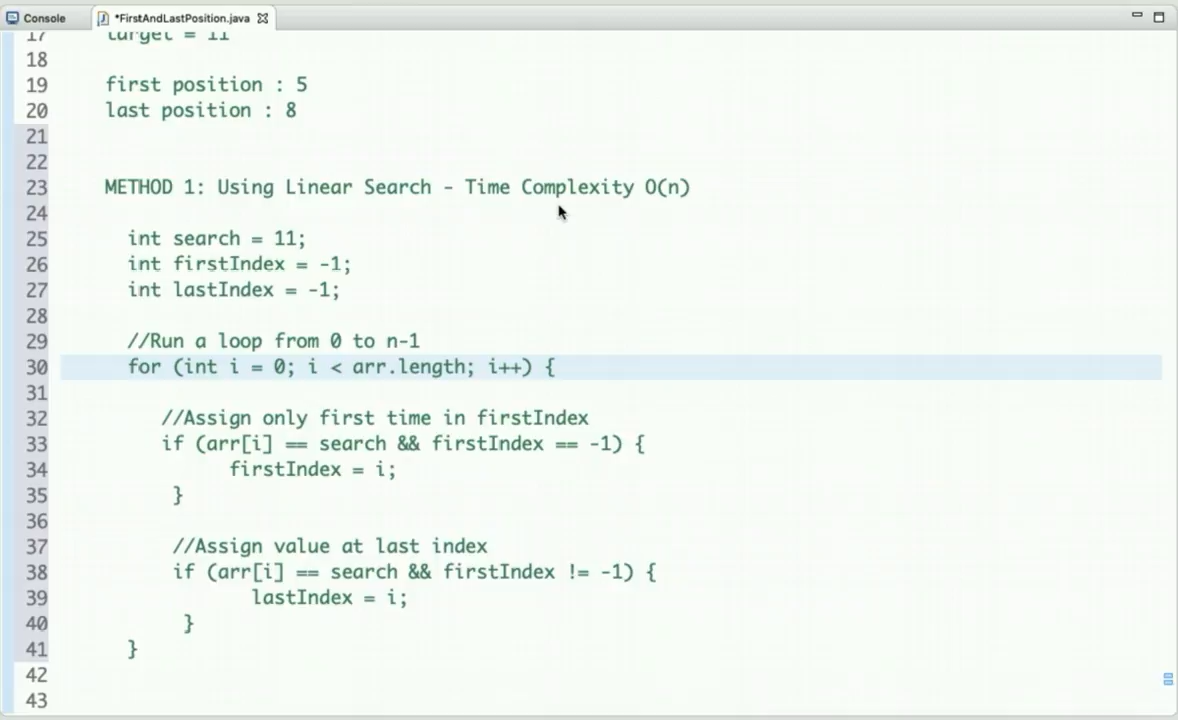 Console
*FirstAndLastPosition.java
17 target = 11
18
19 first position : 5
20 last position : 8
21
22
23 METHOD 1: Using Linear Search - Time Complexity O(n)
24
25 int search = 11;
26 int firstIndex = -1;
27 int lastIndex = -1;
28
29 //Run a loop from 0 to n-1
30 for (int i = 0; i < arr.length; i++) {
31
32 //Assign only first time in firstIndex
33 if (arr[i] == search && firstIndex == -1) {
34 firstIndex = i;
35 }
36
37 //Assign value at last index
38 if (arr[i] == search && firstIndex != -1) {
39 lastIndex = i;
40 }
41 }
42
43